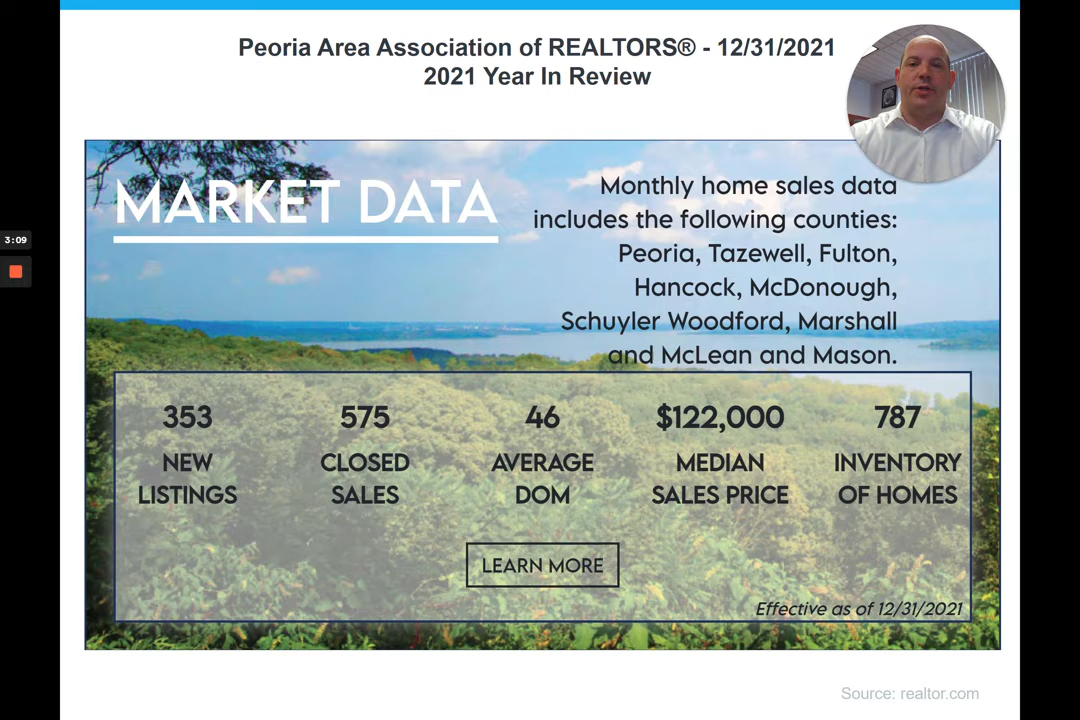 Peoria Area Association of REALTORS® - 12/31/2021
2021 Year In Review
MARKET DATA
Monthly home sales data
includes the following counties:
Peoria, Tazewell, Fulton,
Hancock, McDonough,
Schuyler Woodford, Marshall
and McLean and Mason.
3:09
353
NEW
LISTINGS
575
CLOSED
SALES
46
AVERAGE
DOM
$122,000
MEDIAN
SALES PRICE
787
INVENTORY
OF HOMES
LEARN MORE
Effective as of 12/31/2021
Source: realtor.com